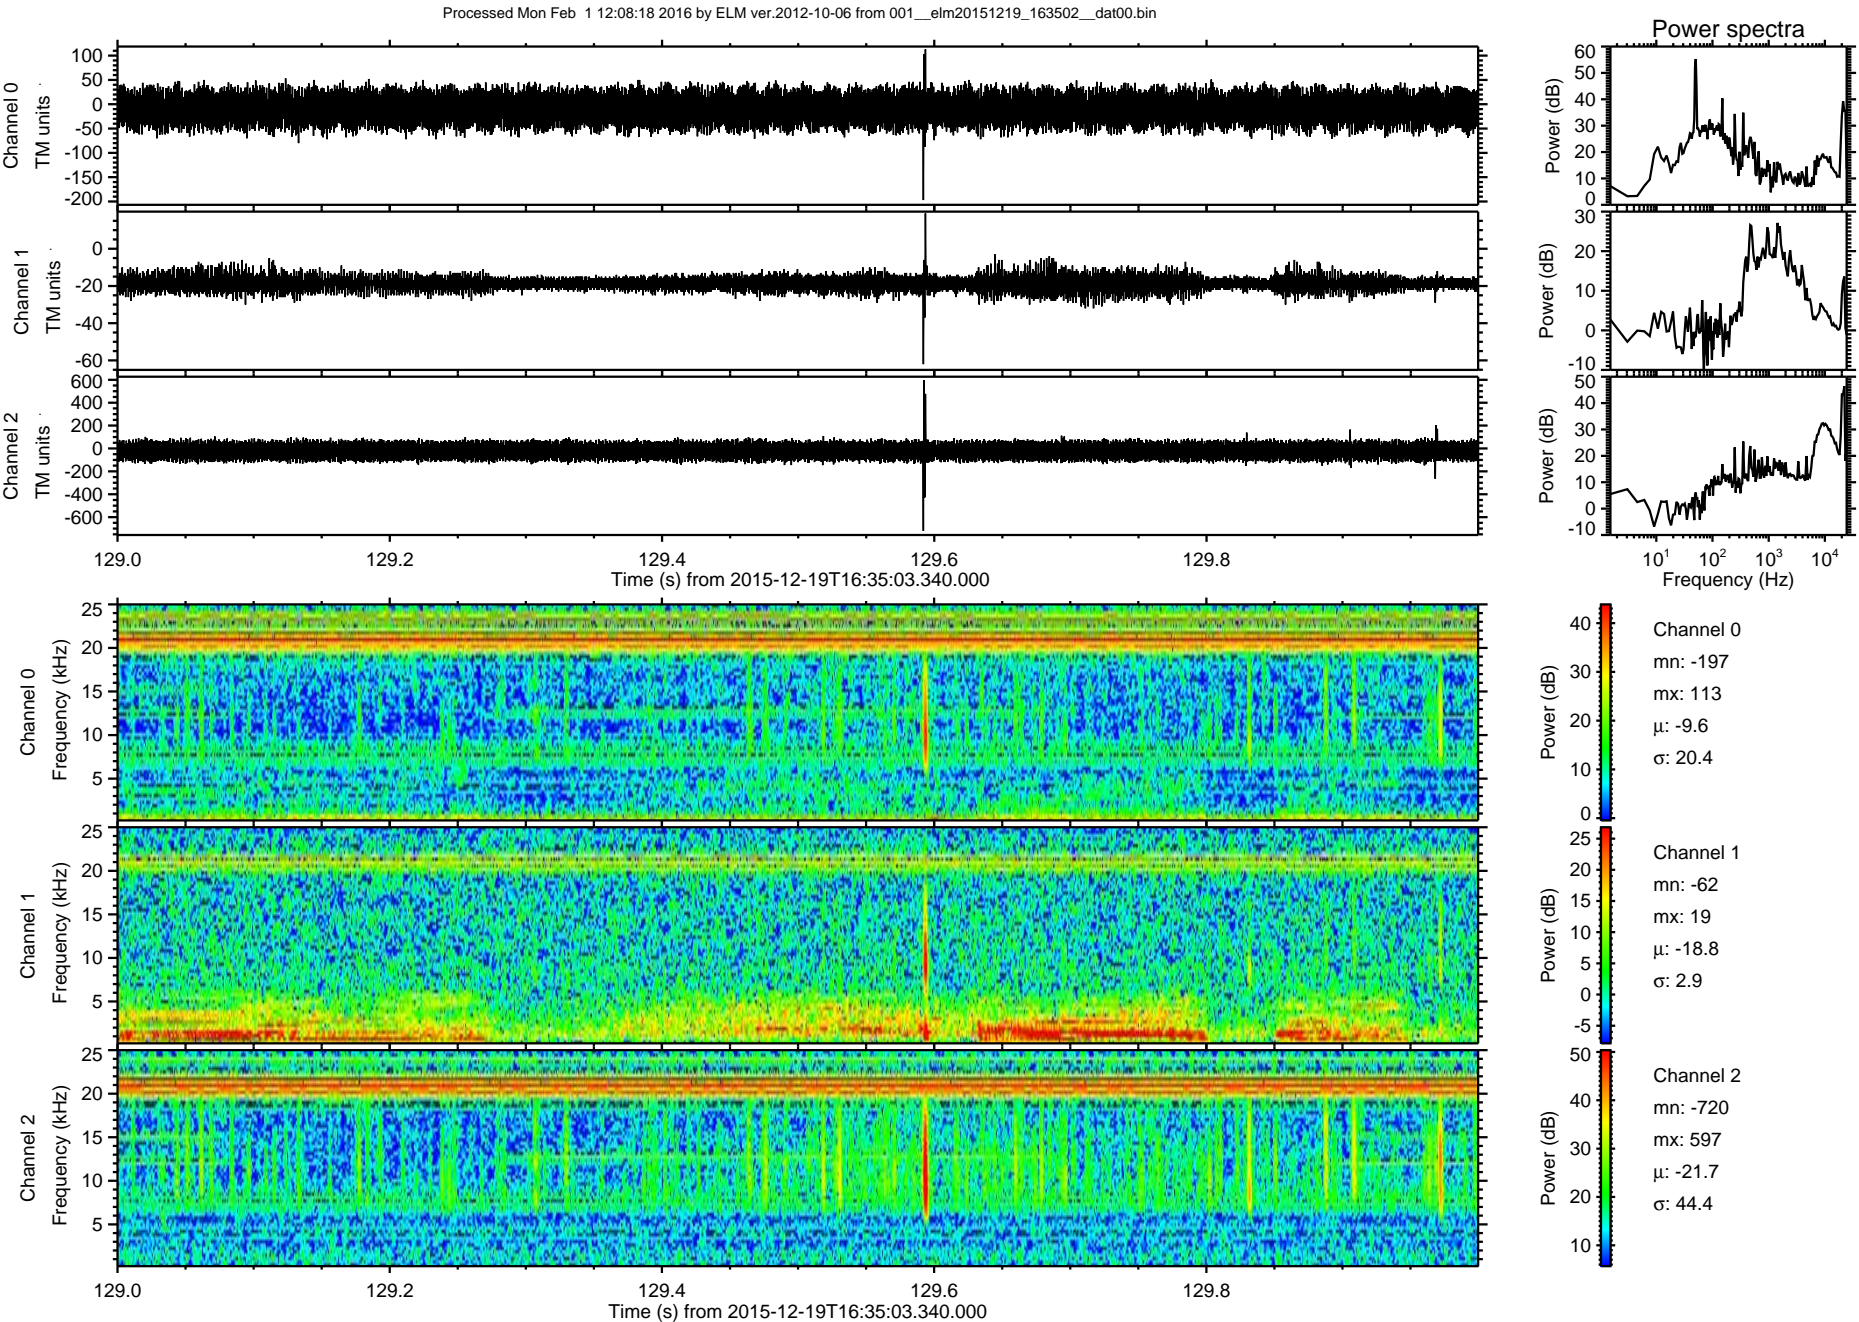 Processed Mon Feb  1 12:08:18 2016 by ELM ver.2012-10-06 from 001__elm20151219_163502__dat00.bin
Power spectra
Channel 0
TM units
100
50
0
-50
-100
-150
-200
Power (dB)
60
50
40
30
20
10
0
Channel 1
TM units
0
-20
-40
-60
Power (dB)
30
20
10
0
-10
Channel 2
TM units
600
400
200
0
-200
-400
-600
Power (dB)
50
40
30
20
10
0
-10
129.0 129.2 129.4 129.6 129.8
Time (s) from 2015-12-19T16:35:03.340.000
10^1 10^2 10^3 10^4
Frequency (Hz)
Channel 0
Frequency (kHz)
25
20
15
10
5
Power (dB)
40
30
20
10
0
Channel 0
mn: -197
mx: 113
µ: -9.6
σ: 20.4
Channel 1
Frequency (kHz)
25
20
15
10
5
Power (dB)
25
20
15
10
5
0
-5
Channel 1
mn: -62
mx: 19
µ: -18.8
σ: 2.9
Channel 2
Frequency (kHz)
25
20
15
10
5
Power (dB)
50
40
30
20
10
Channel 2
mn: -720
mx: 597
µ: -21.7
σ: 44.4
129.0 129.2 129.4 129.6 129.8
Time (s) from 2015-12-19T16:35:03.340.000